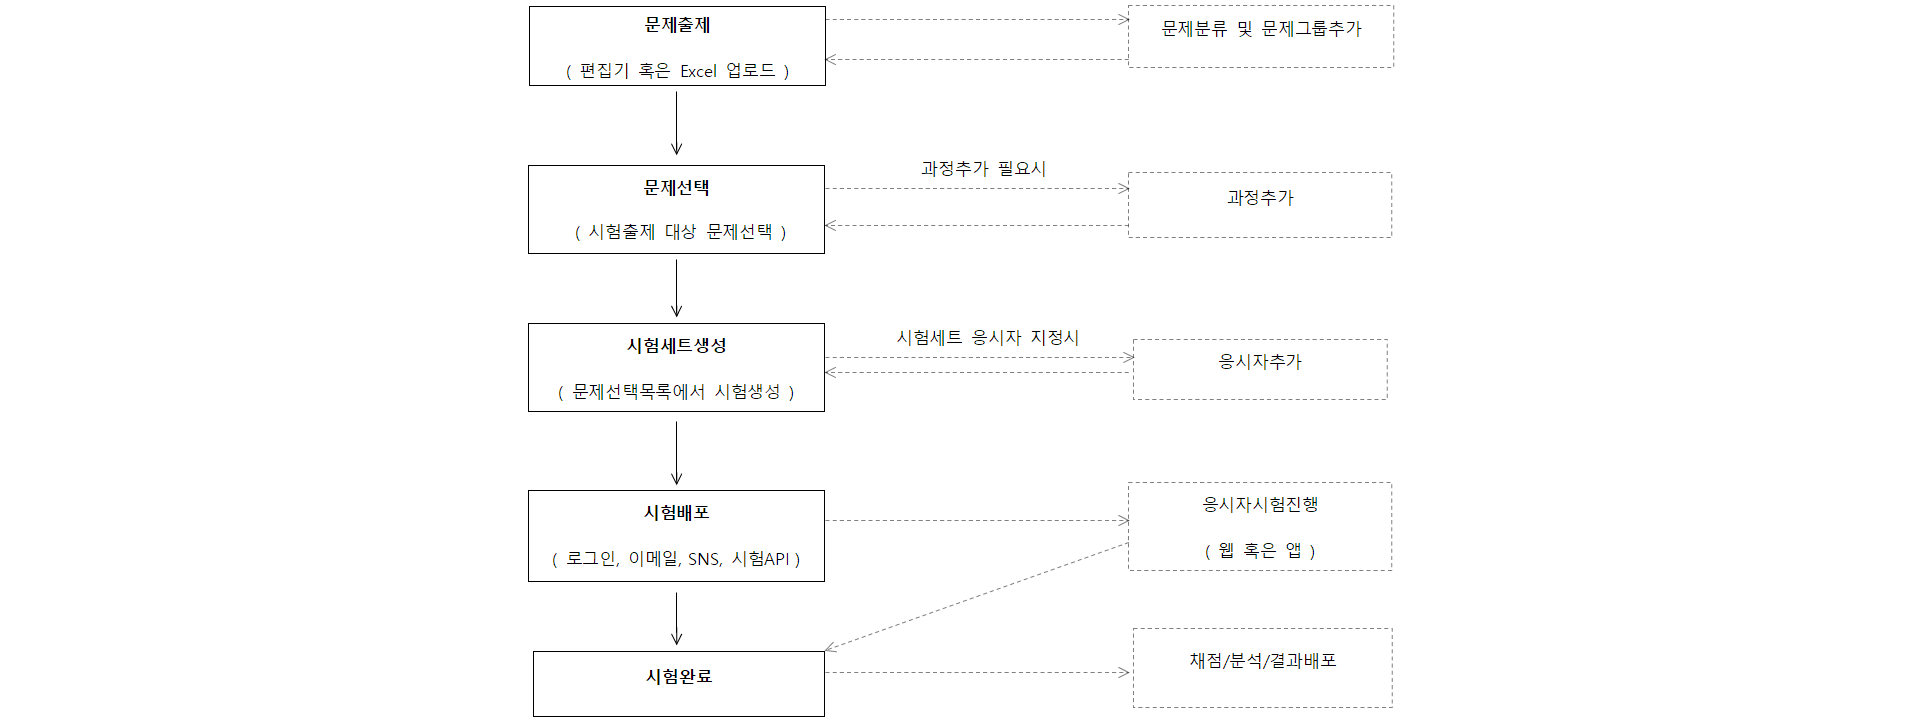 문제출제
( 편집기 혹은 Excel 업로드 )
문제분류 및 문제그룹추가
문제선택
( 시험출제 대상 문제선택 )
과정추가 필요시
과정추가
시험세트생성
( 문제선택목록에서 시험생성 )
시험세트 응시자 지정시
응시자추가
시험배포
( 로그인, 이메일, SNS, 시험API )
응시자시험진행
( 웹 혹은 앱 )
시험완료
채점/분석/결과배포